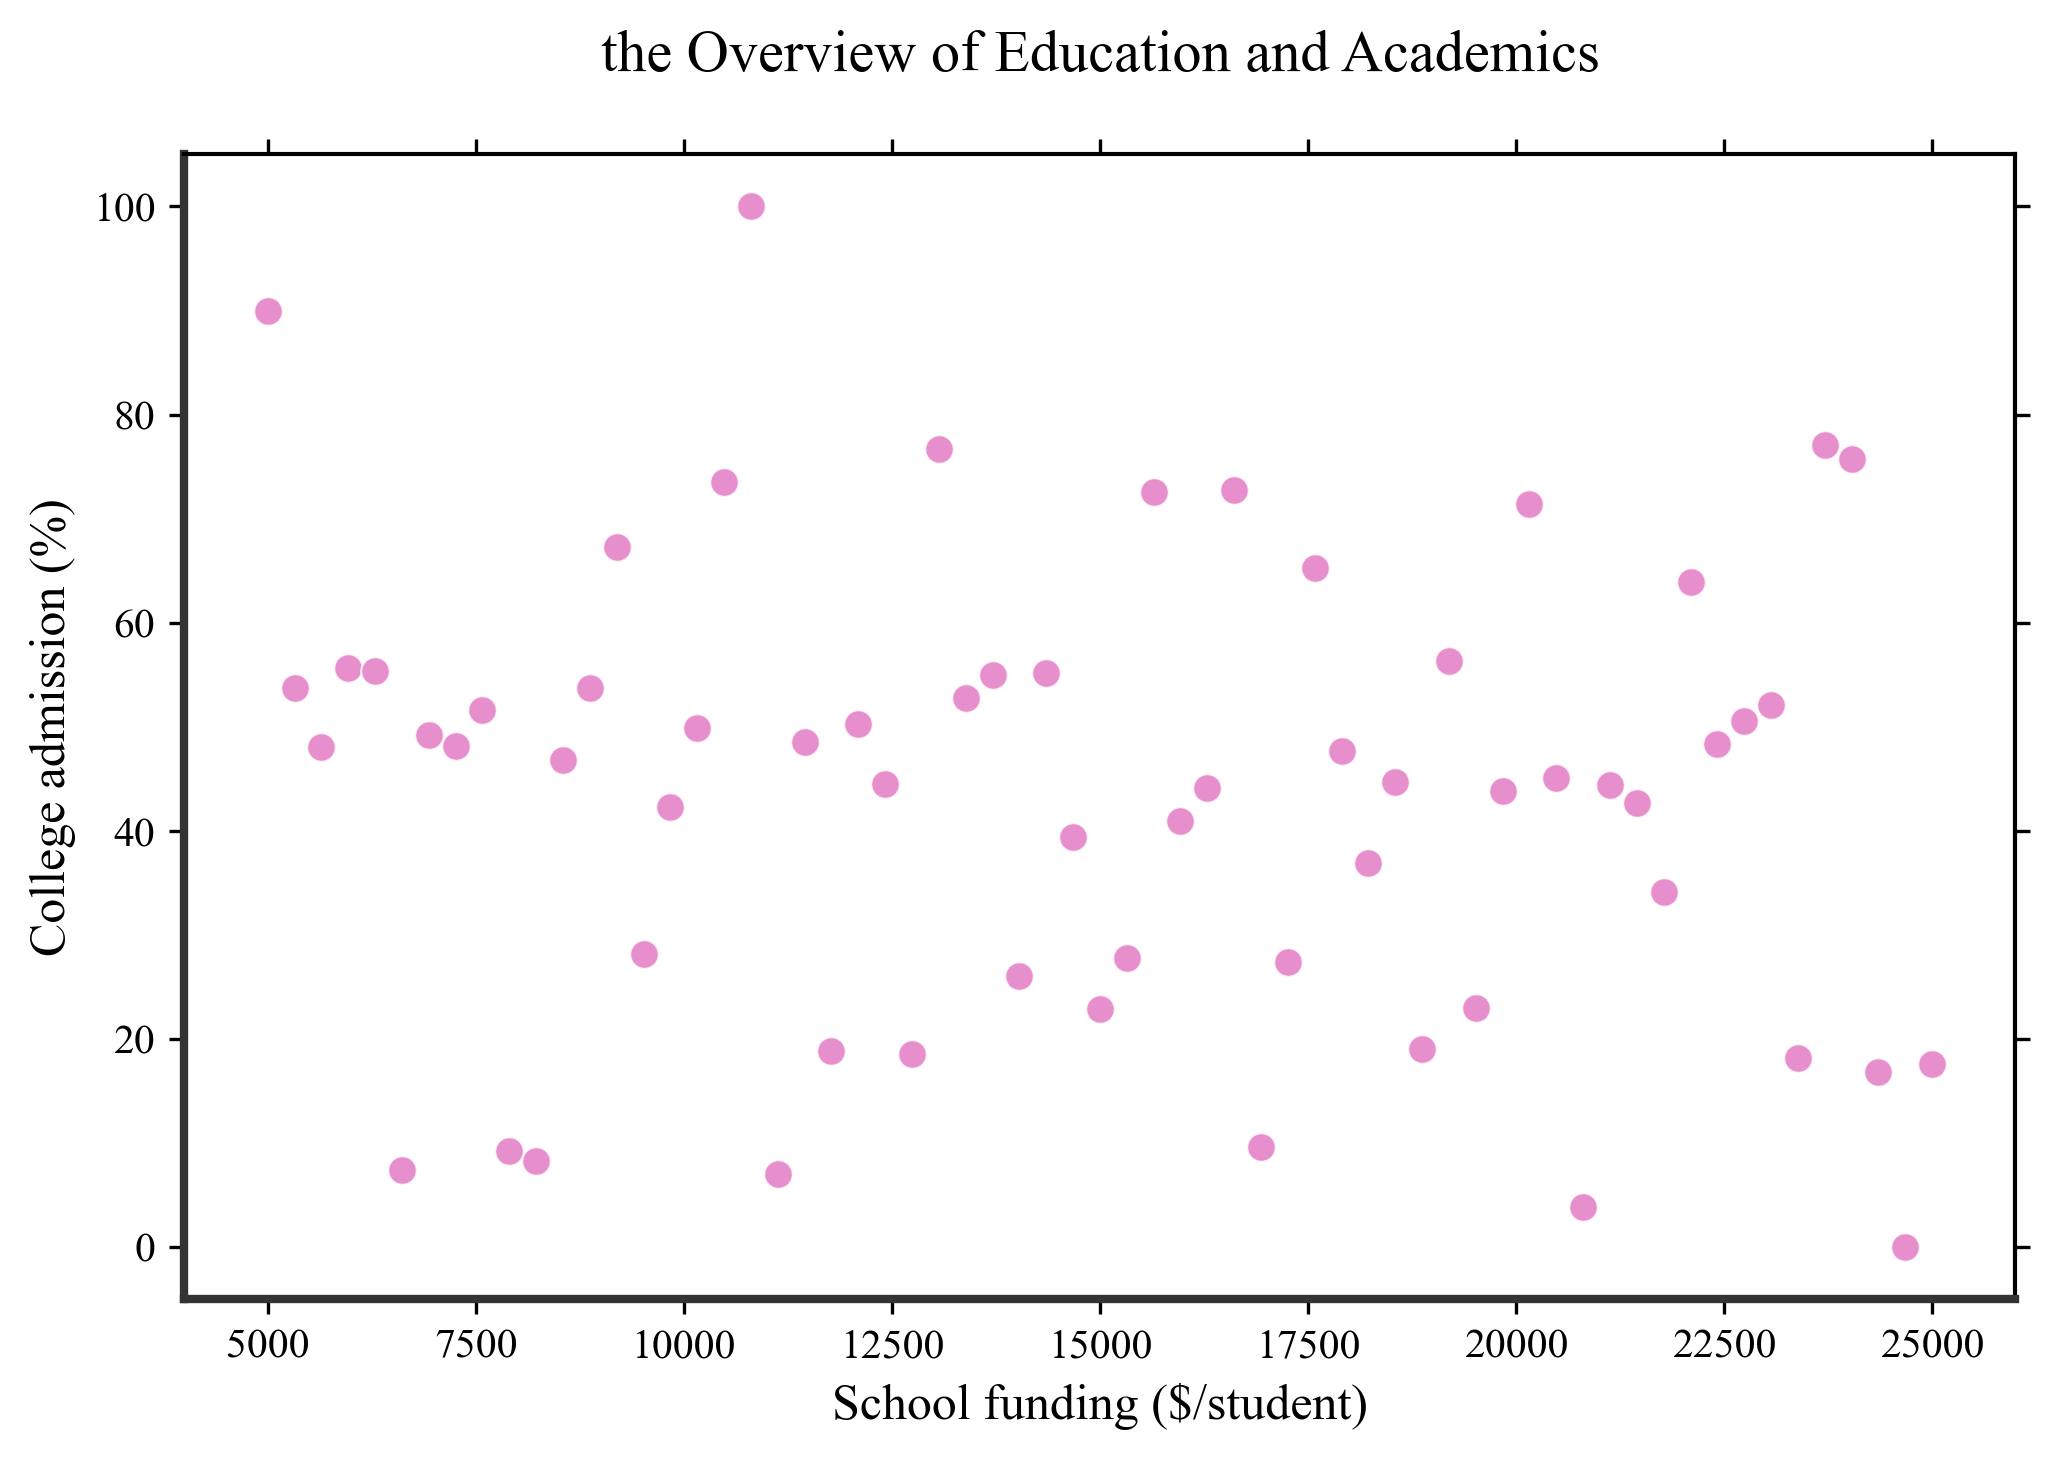 the Overview of Education and Academics
100
80
60
40
20
0
College admission (%)
5000 7500 10000 12500 15000 17500 20000 22500 25000
School funding ($/student)